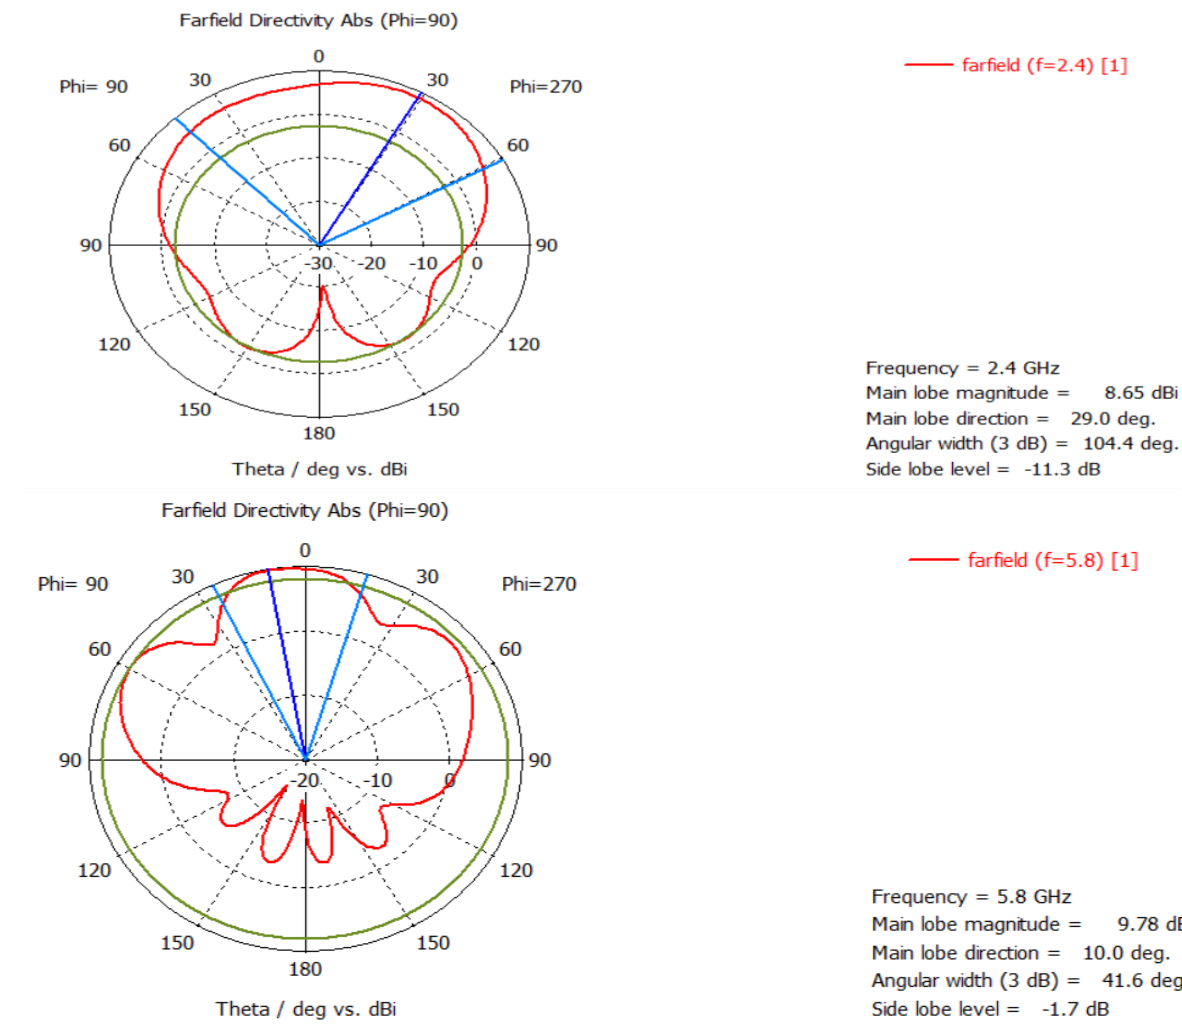 Farfield Directivity Abs (Phi=90)
0
Phi= 90 30 30 Phi=270
60 60
90 -30 -20 -10 0 90
120 120
150 150
180
Theta / deg vs. dBi
farfield (f=2.4) [1]
Frequency = 2.4 GHz
Main lobe magnitude = 8.65 dBi
Main lobe direction = 29.0 deg.
Angular width (3 dB) = 104.4 deg.
Side lobe level = -11.3 dB
Farfield Directivity Abs (Phi=90)
0
Phi= 90 30 30 Phi=270
60 60
90 -20 -10 0 90
120 120
150 150
180
Theta / deg vs. dBi
farfield (f=5.8) [1]
Frequency = 5.8 GHz
Main lobe magnitude = 9.78 dB
Main lobe direction = 10.0 deg.
Angular width (3 dB) = 41.6 deg
Side lobe level = -1.7 dB